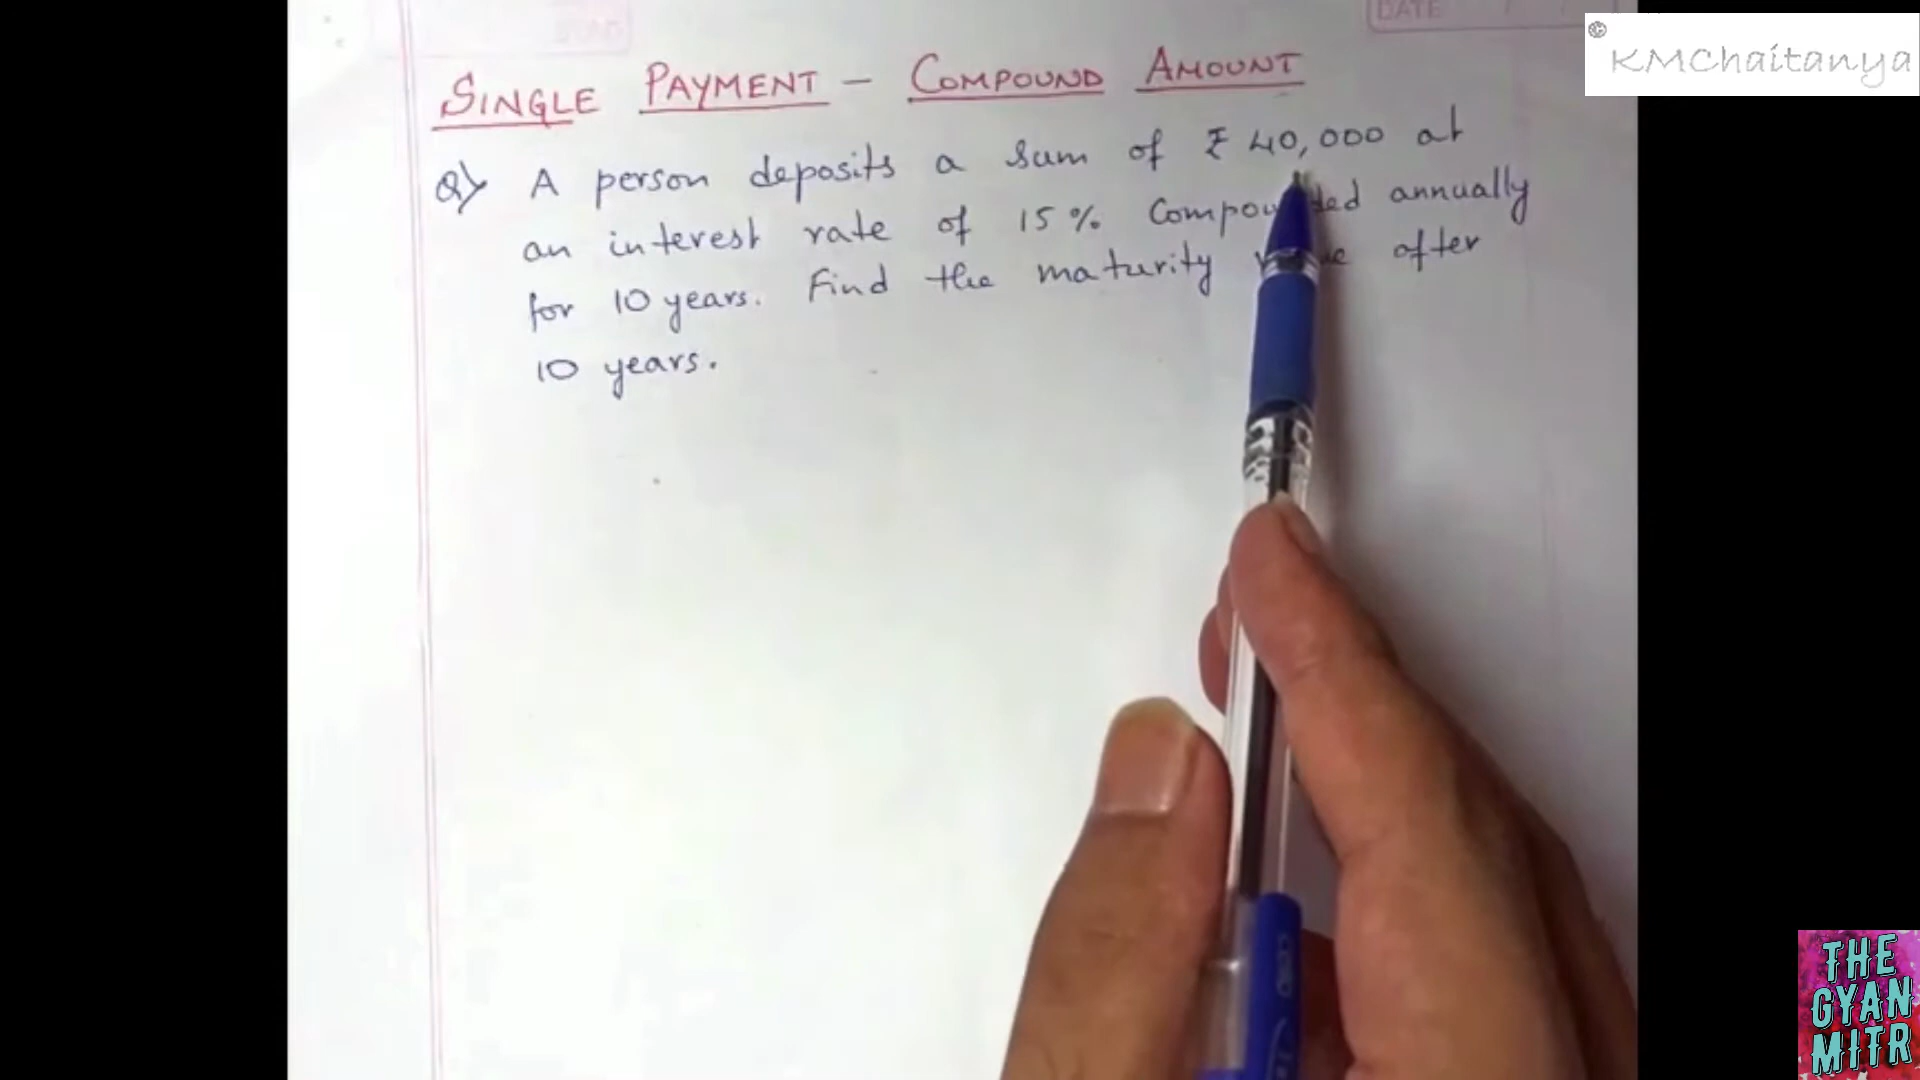 DATE
© KMChaitanya
SINGLE PAYMENT - COMPOUND AMOUNT
Q) A person deposits a sum of ₹ 40,000 at
an interest rate of 15% annually
for 10 years. Find the maturity after
10 years.
THE
GYAN
MITR